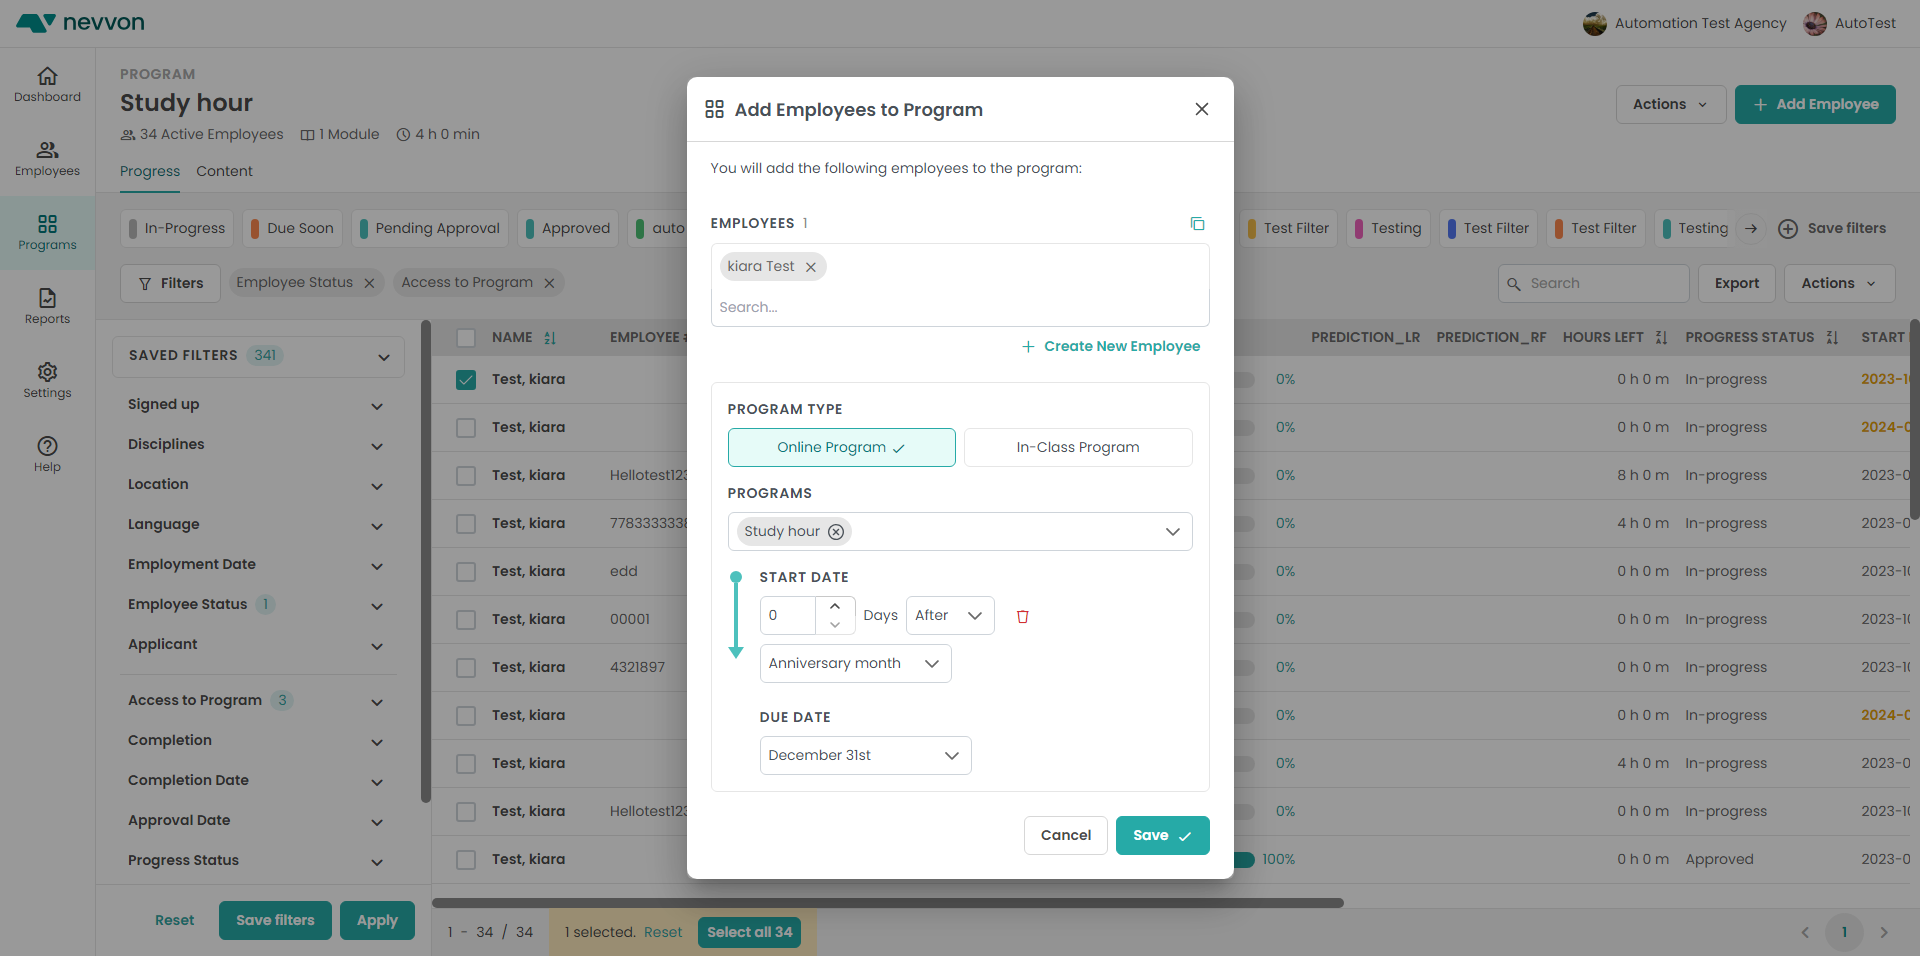 nevvon
Automation Test Agency
AutoTest
Dashboard
Employees
Programs
Reports
Settings
Help
PROGRAM
Study hour
34 Active Employees
1 Module
4 h 0 min
Actions
Add Employee
Progress
Content
In-Progress
Due Soon
Pending Approval
Approved
auto
Test Filter
Testing
Test Filter
Test Filter
Testing
Save filters
Filters
Employee Status
Access to Program
Search
Export
Actions
SAVED FILTERS 341
Signed up
Disciplines
Location
Language
Employment Date
Employee Status 1
Applicant
Access to Program 3
Completion
Completion Date
Approval Date
Progress Status
Reset
Save filters
Apply
NAME EMPLOYEE PREDICTION_LR PREDICTION_RF HOURS LEFT PROGRESS STATUS START
Test, kiara 0% 0 h 0 m In-progress 2023-1
Test, kiara 0% 0 h 0 m In-progress 2024-0
Test, kiara Hellotest123 0% 8 h 0 m In-progress 2023-0
Test, kiara 7783333338 0% 4 h 0 m In-progress 2023-0
Test, kiara edd 0% 0 h 0 m In-progress 2023-10
Test, kiara 00001 0% 0 h 0 m In-progress 2023-10
Test, kiara 4321897 0% 0 h 0 m In-progress 2023-10
Test, kiara 0% 0 h 0 m In-progress 2024-0
Test, kiara 0% 4 h 0 m In-progress 2023-0
Test, kiara Hellotest123 0% 0 h 0 m In-progress 2023-10
Test, kiara 100% 0 h 0 m Approved 2023-0
1 - 34 / 34
1 selected. Reset
Select all 34
1
Add Employees to Program
You will add the following employees to the program:
EMPLOYEES 1
kiara Test
Search...
Create New Employee
PROGRAM TYPE
Online Program
In-Class Program
PROGRAMS
Study hour
START DATE
0 Days After
Anniversary month
DUE DATE
December 31st
Cancel
Save